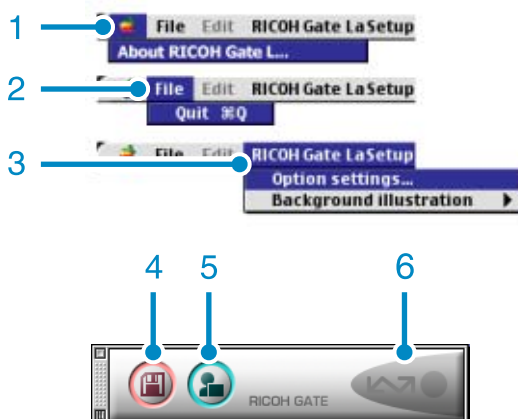 1
File Edit RICOH Gate LaSetup
About RICOH Gate L...
2
File Edit RICOH Gate LaSetup
Quit ⌘Q
3
File Edit RICOH Gate LaSetup
Option settings...
Background illustration
4 5 6
RICOH GATE